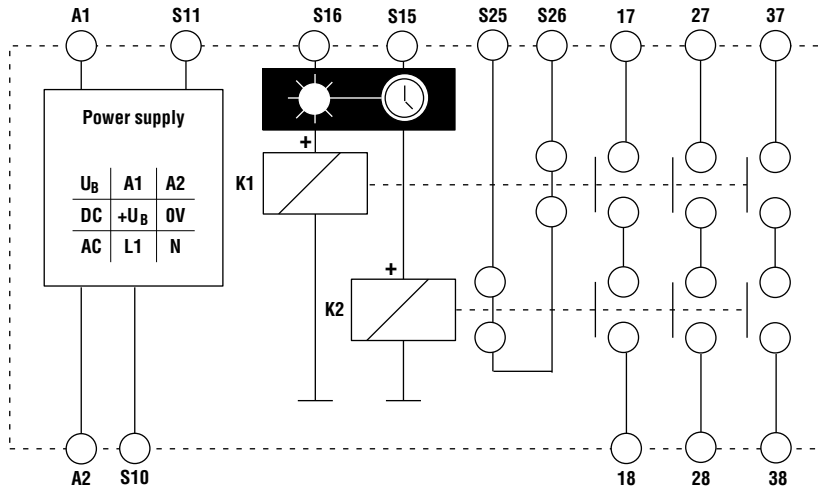 A1 S11 S16 S15 S25 S26 17 27 37
Power supply
+
UB A1 A2
K1
DC +UB 0V
AC L1 N
+
K2
A2 S10 18 28 38